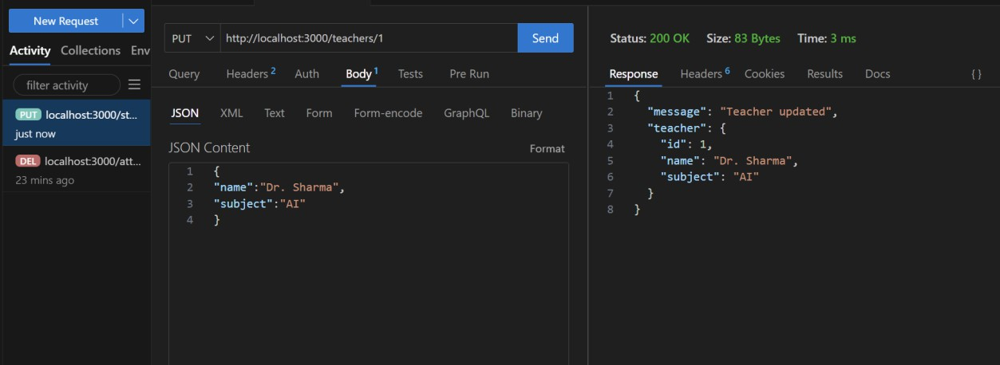 New Request
Activity Collections Env
filter activity
PUT localhost:3000/st...
just now
DEL localhost:3000/att...
23 mins ago
PUT http://localhost:3000/teachers/1 Send
Query Headers 2 Auth Body 1 Tests Pre Run
JSON XML Text Form Form-encode GraphQL Binary
JSON Content Format
1 {
2 "name":"Dr. Sharma",
3 "subject":"AI"
4 }
Status: 200 OK Size: 83 Bytes Time: 3 ms
Response Headers 6 Cookies Results Docs { }
1 {
2 "message": "Teacher updated",
3 "teacher": {
4 "id": 1,
5 "name": "Dr. Sharma",
6 "subject": "AI"
7 }
8 }